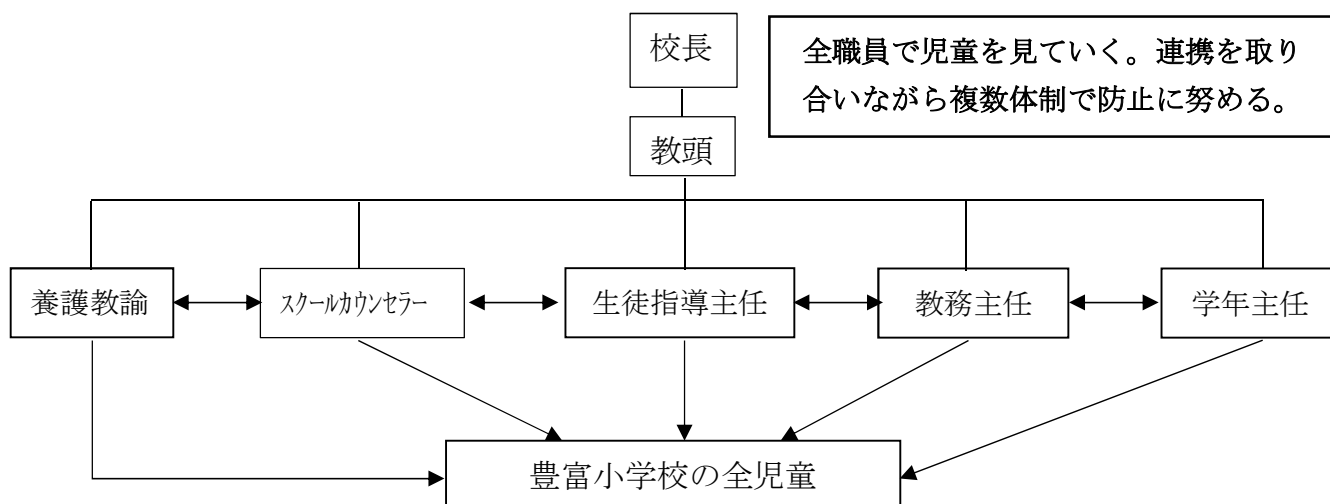 校長
全職員で児童を見ていく。連携を取り
合いながら複数体制で防止に努める。
教頭
養護教諭
スクールカウンセラー
生徒指導主任
教務主任
学年主任
豊富小学校の全児童